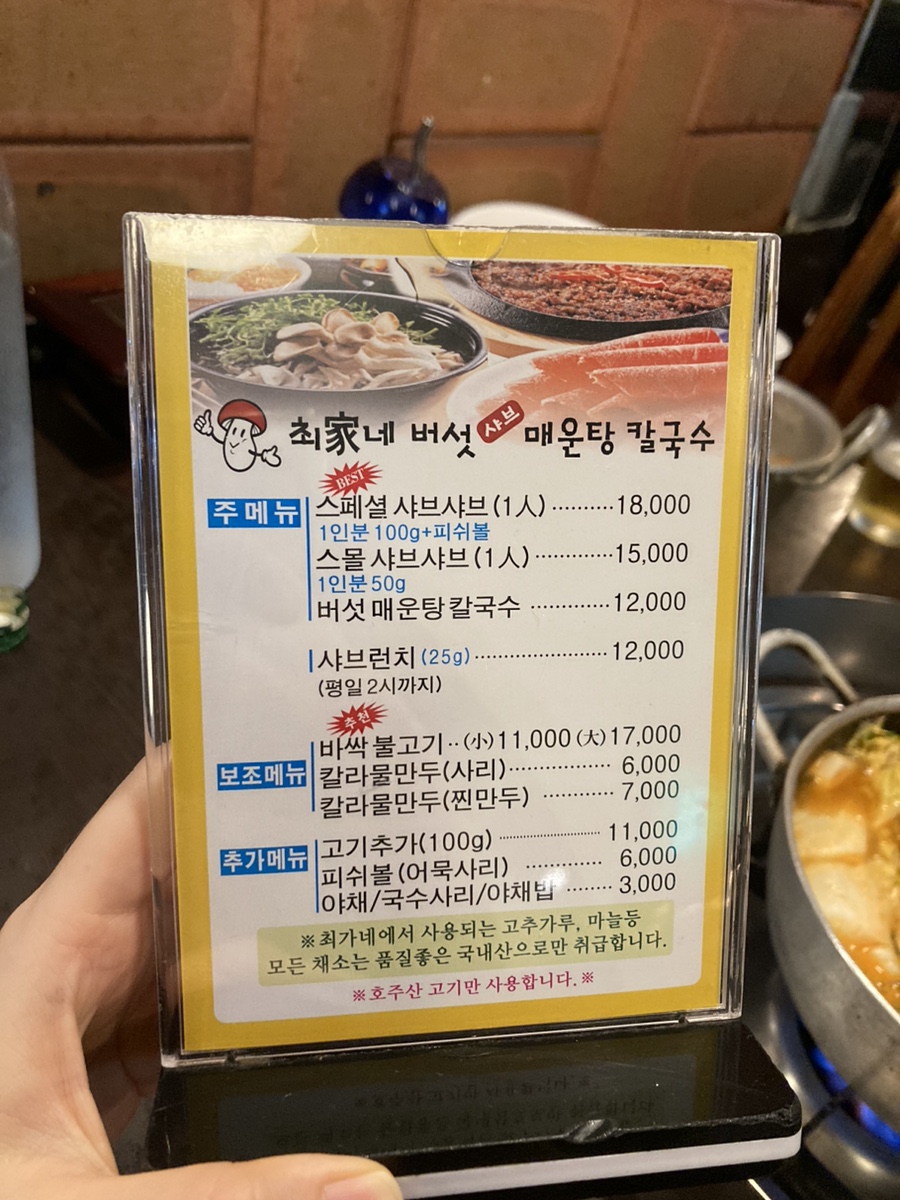 최家네 버섯 샤브 매운탕 칼국수
BEST
주메뉴 스페셜 샤브샤브(1人) ·········· 18,000
1인분 100g+피쉬볼
스몰 샤브샤브(1人) ············· 15,000
1인분 50g
버섯 매운탕 칼국수 ············· 12,000
샤브런치 (25g) ······················ 12,000
(평일 2시까지)
추천
바싹 불고기·· (小)11,000 (大)17,000
보조메뉴 칼라물만두(사리)················· 6,000
칼라물만두(찐만두) ············ 7,000
추가메뉴 고기추가(100g) ························ 11,000
피쉬볼(어묵사리) ············· 6,000
야채/국수사리/야채밥 ········ 3,000
※최가네에서 사용되는 고추가루, 마늘등
모든 채소는 품질좋은 국내산으로만 취급합니다.
※호주산 고기만 사용합니다.※